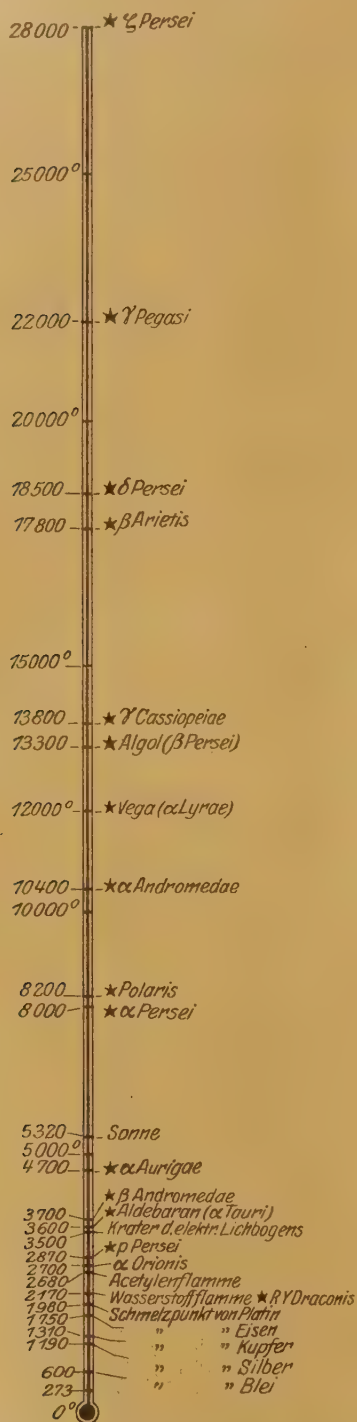 28000 ★ ζ Persei
25000°
22000 ★ γ Pegasi
20000°
18500 ★ δ Persei
17800 ★ β Arietis
15000°
13800 ★ γ Cassiopeiae
13300 ★ Algol (β Persei)
12000° ★ Vega (α Lyrae)
10400 ★ α Andromedae
10000°
8200 ★ Polaris
8000 ★ α Persei
5320 Sonne
5000°
4700 ★ α Aurigae
★ β Andromedae
3700 ★ Aldebaran (α Tauri)
3600 Krater d. elektr. Lichbogens
3500
2870 ★ ρ Persei
2700 α Orionis
2680 Acetylenflamme
2170 Wasserstoffflamme ★ RY Draconis
1980 Schmelzpunkt von Platin
1750 " " Eisen
1310 " " Kupfer
1190 " " Silber
600 " " Blei
273
0°